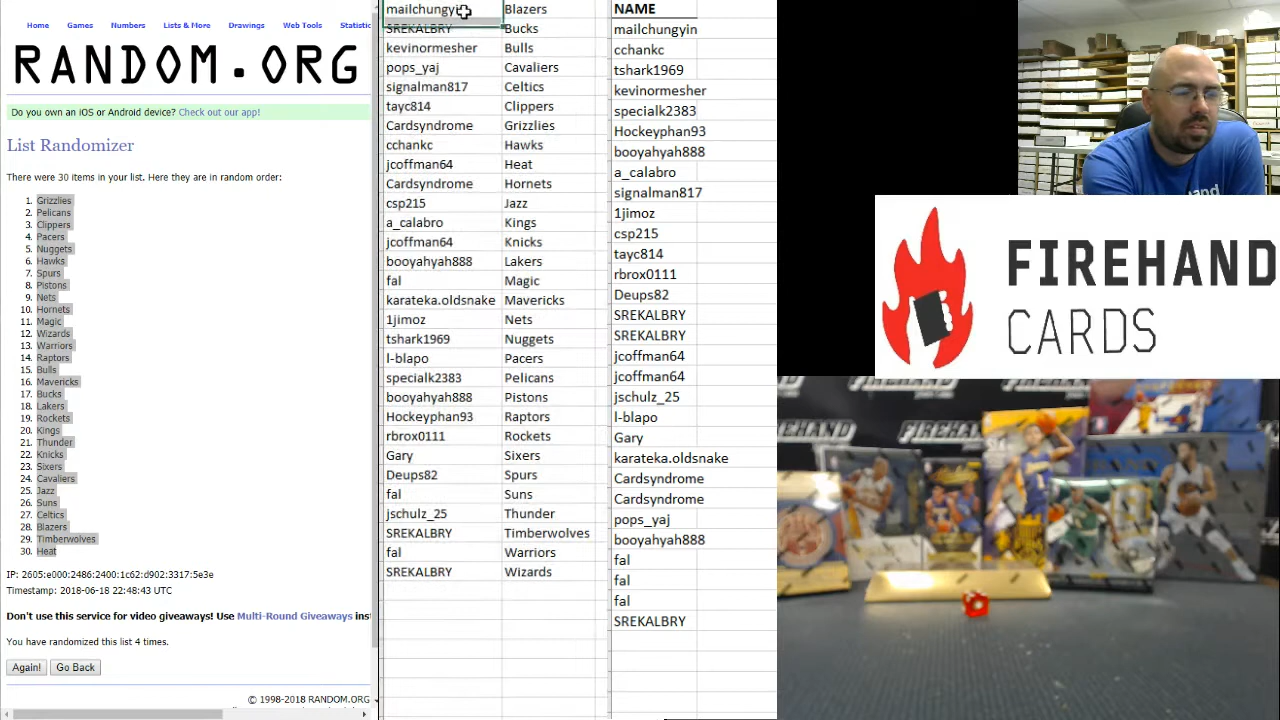 Home Games Numbers Lists & More Drawings Web Tools Statistic
RANDOM.ORG
Do you own an iOS or Android device? Check out our app!
List Randomizer
There were 30 items in your list. Here they are in random order:
1. Grizzlies
2. Pelicans
3. Clippers
4. Pacers
5. Nuggets
6. Hawks
7. Spurs
8. Pistons
9. Nets
10. Hornets
11. Magic
12. Wizards
13. Warriors
14. Raptors
15. Bulls
16. Mavericks
17. Bucks
18. Lakers
19. Rockets
20. Kings
21. Thunder
22. Knicks
23. Sixers
24. Cavaliers
25. Jazz
26. Suns
27. Celtics
28. Blazers
29. Timberwolves
30. Heat
IP: 2605:e000:2486:2400:1c62:d902:3317:5e3e
Timestamp: 2018-06-18 22:48:43 UTC
Don't use this service for video giveaways! Use Multi-Round Giveaways ins
You have randomized this list 4 times.
Again! Go Back
© 1998-2018 RANDOM.ORG
mailchungyin Blazers
SREKALBRY Bucks
kevinormesher Bulls
pops_yaj Cavaliers
signalman817 Celtics
tayc814 Clippers
Cardsyndrome Grizzlies
cchankc Hawks
jcoffman64 Heat
Cardsyndrome Hornets
csp215 Jazz
a_calabro Kings
jcoffman64 Knicks
booyahyah888 Lakers
fal Magic
karateka.oldsnake Mavericks
1jimoz Nets
tshark1969 Nuggets
l-blapo Pacers
specialk2383 Pelicans
booyahyah888 Pistons
Hockeyphan93 Raptors
rbrox0111 Rockets
Gary Sixers
Deups82 Spurs
fal Suns
jschulz_25 Thunder
SREKALBRY Timberwolves
fal Warriors
SREKALBRY Wizards
NAME
mailchungyin
cchankc
tshark1969
kevinormesher
specialk2383
Hockeyphan93
booyahyah888
a_calabro
signalman817
1jimoz
csp215
tayc814
rbrox0111
Deups82
SREKALBRY
SREKALBRY
jcoffman64
jcoffman64
jschulz_25
l-blapo
Gary
karateka.oldsnake
Cardsyndrome
Cardsyndrome
pops_yaj
booyahyah888
fal
fal
fal
SREKALBRY
FIREHAND
CARDS
FIREHAND